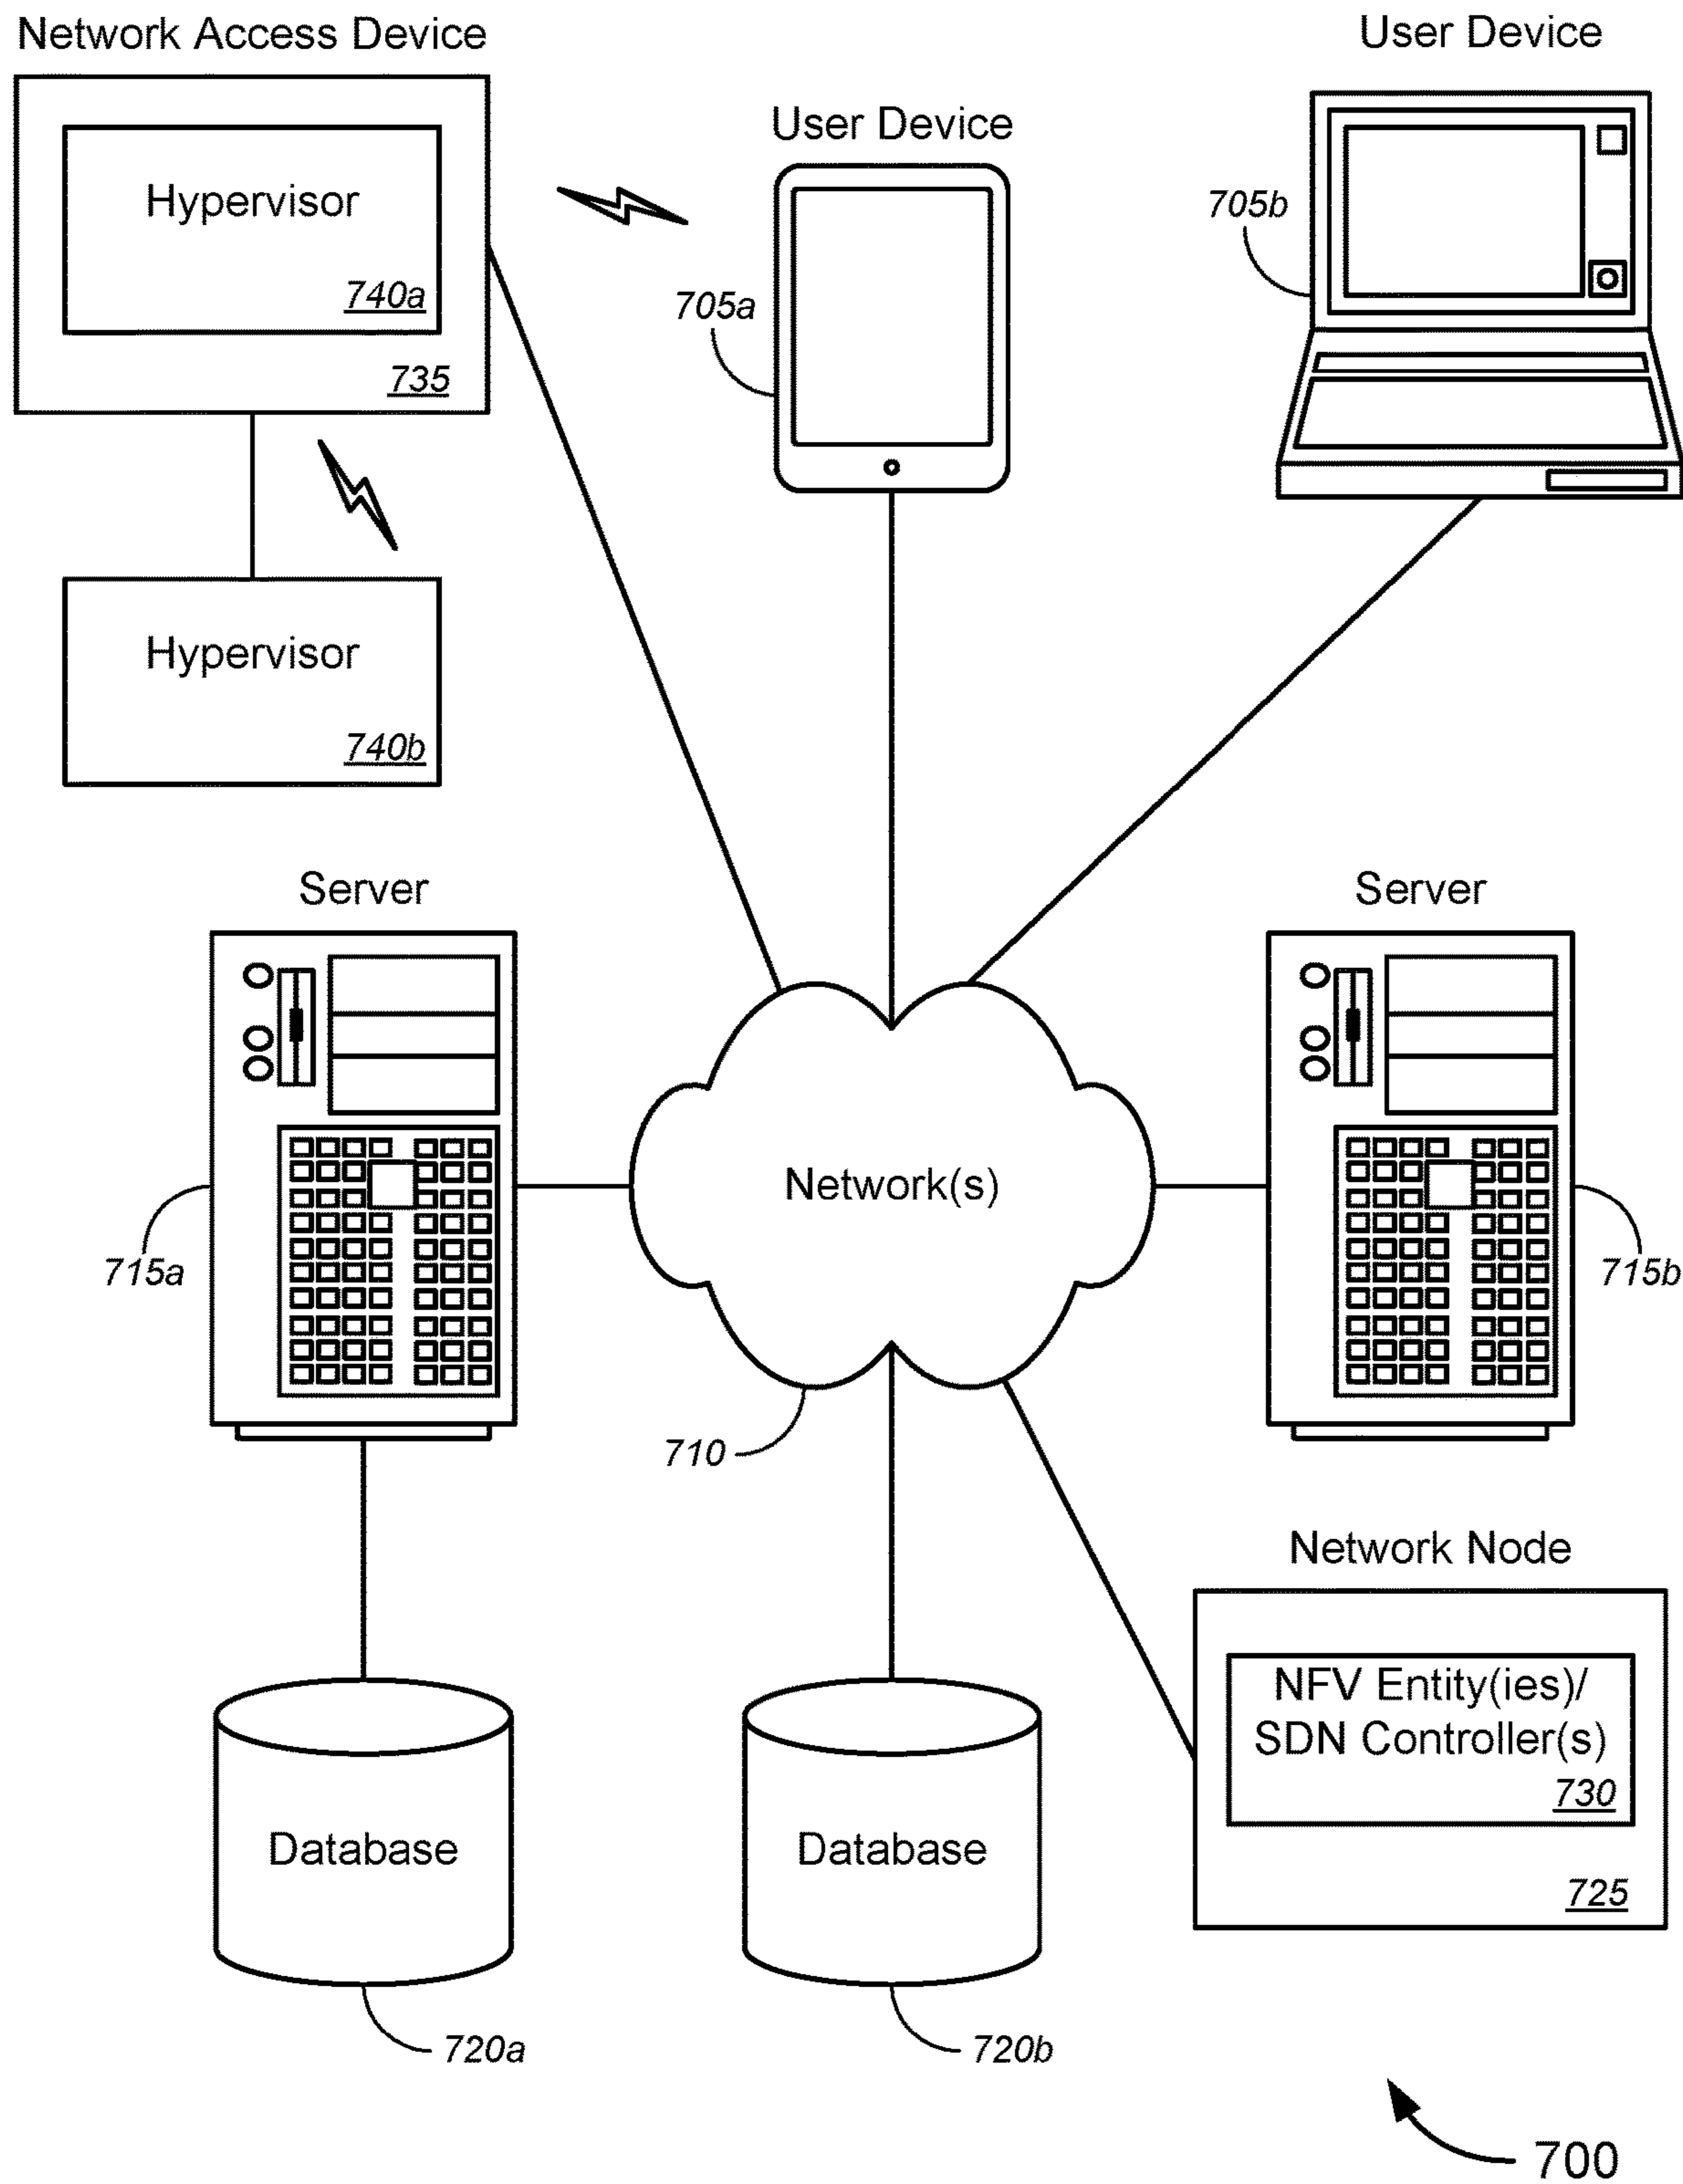 Network Access Device
User Device
User Device
Hypervisor
740a
735
705a
705b
Hypervisor
740b
Server
Server
Network(s)
715a
715b
710
Network Node
NFV Entity(ies)/
SDN Controller(s)
730
725
Database
Database
720a
720b
700